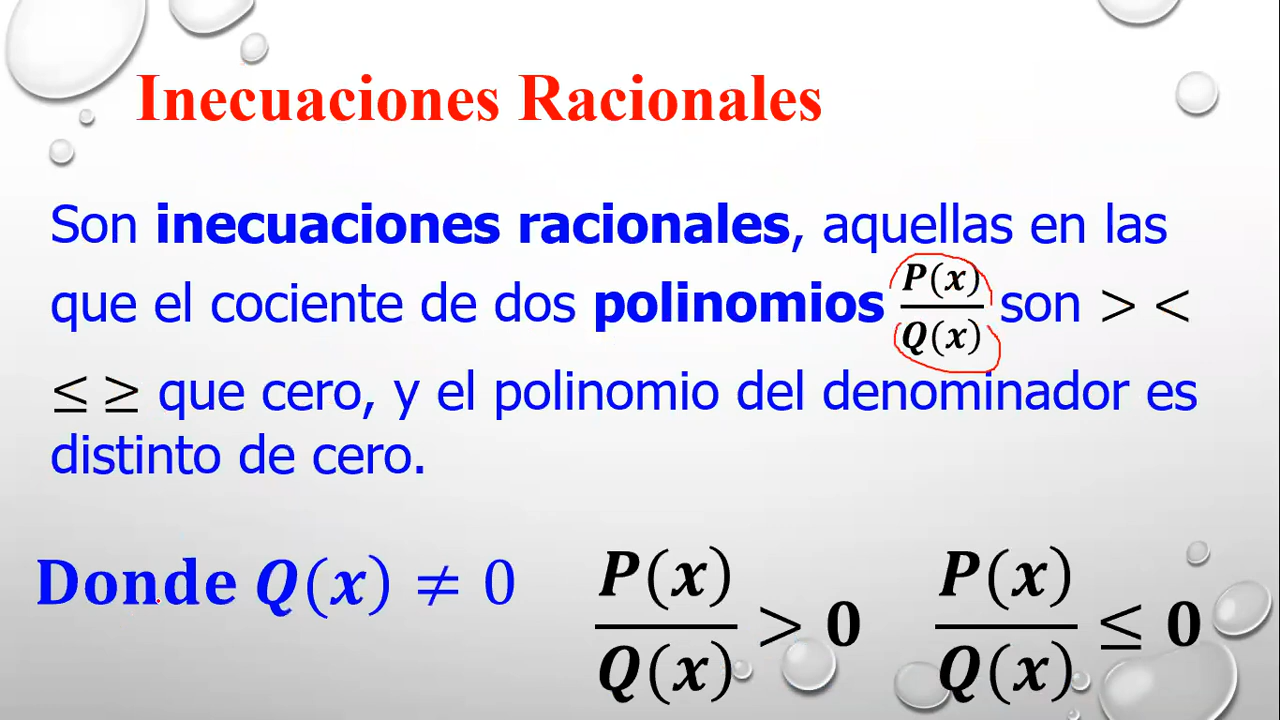 Inecuaciones Racionales
Son inecuaciones racionales, aquellas en las
que el cociente de dos polinomios P(x)/Q(x) son > <
≤ ≥ que cero, y el polinomio del denominador es
distinto de cero.
Donde Q(x) ≠ 0 P(x)/Q(x) > 0 P(x)/Q(x) ≤ 0